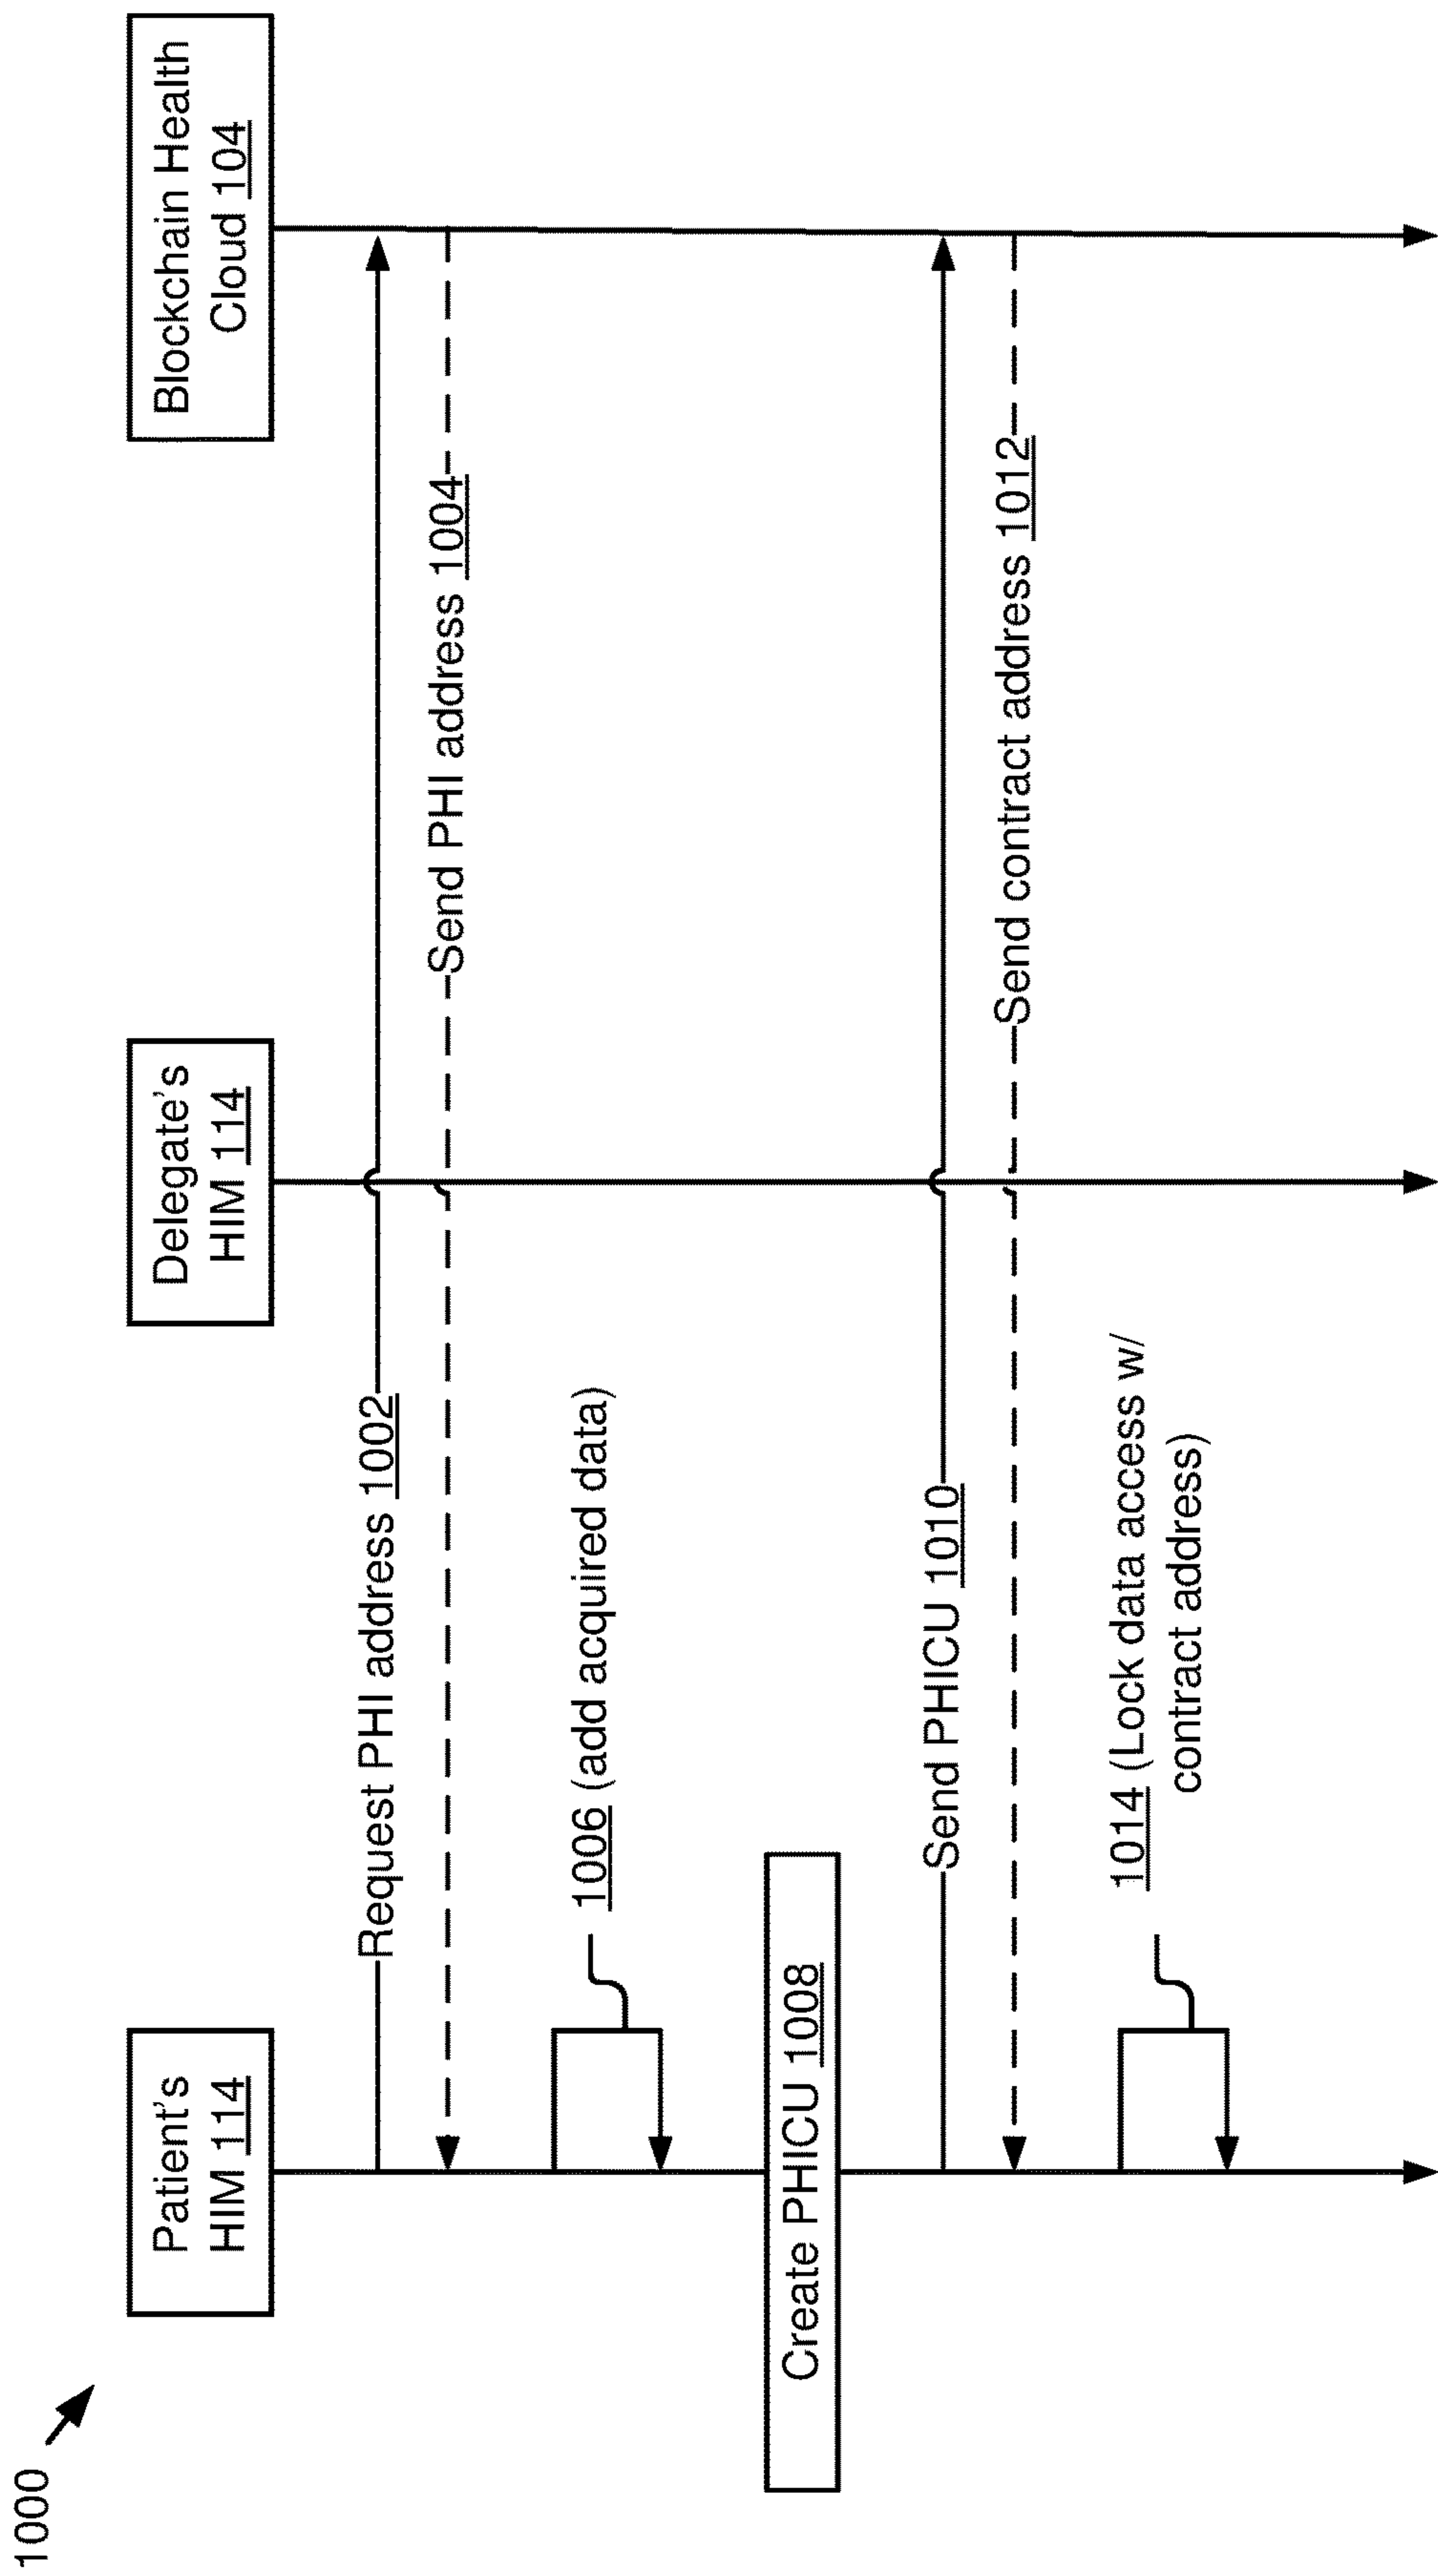 1000
Patient's
HIM 114
Delegate's
HIM 114
Blockchain Health
Cloud 104
Request PHI address 1002
Send PHI address 1004
1006 (add acquired data)
Create PHICU 1008
Send PHICU 1010
Send contract address 1012
1014 (Lock data access w/
contract address)